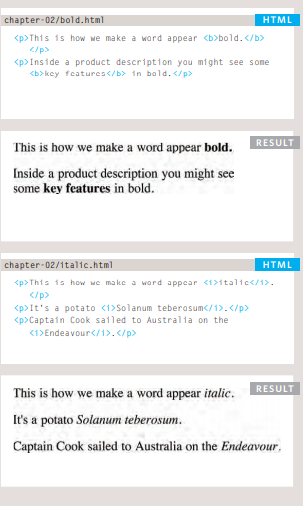 chapter-02/bold.html HTML
<p>This is how we make a word appear <b>bold.</b>
</p>
<p>Inside a product description you might see some
<b>key features</b> in bold.</p>
RESULT
This is how we make a word appear bold.
Inside a product description you might see
some key features in bold.
chapter-02/italic.html HTML
<p>This is how we make a word appear <i>italic</i>.
</p>
<p>It's a potato <i>Solanum teberosum</i>.</p>
<p>Captain Cook sailed to Australia on the
<i>Endeavour</i>.</p>
RESULT
This is how we make a word appear italic.
It's a potato Solanum teberosum.
Captain Cook sailed to Australia on the Endeavour.